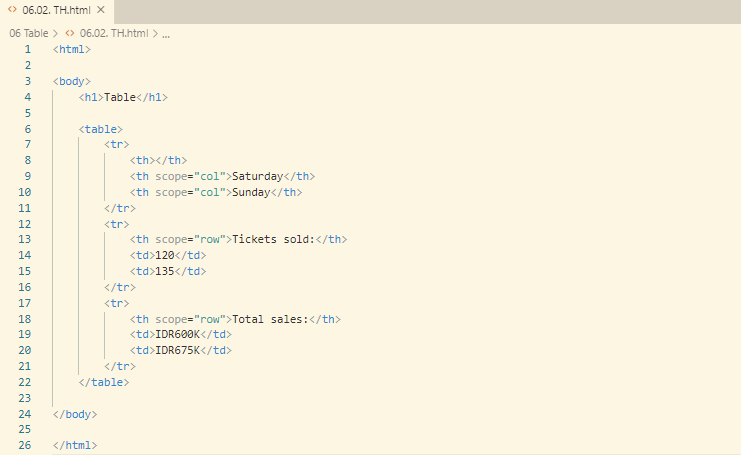 <> 06.02. TH.html ×
06 Table > <> 06.02. TH.html > ...
1 <html>
2
3 <body>
4     <h1>Table</h1>
5
6     <table>
7         <tr>
8             <th></th>
9             <th scope="col">Saturday</th>
10             <th scope="col">Sunday</th>
11         </tr>
12         <tr>
13             <th scope="row">Tickets sold:</th>
14             <td>120</td>
15             <td>135</td>
16         </tr>
17         <tr>
18             <th scope="row">Total sales:</th>
19             <td>IDR600K</td>
20             <td>IDR675K</td>
21         </tr>
22     </table>
23
24 </body>
25
26 </html>